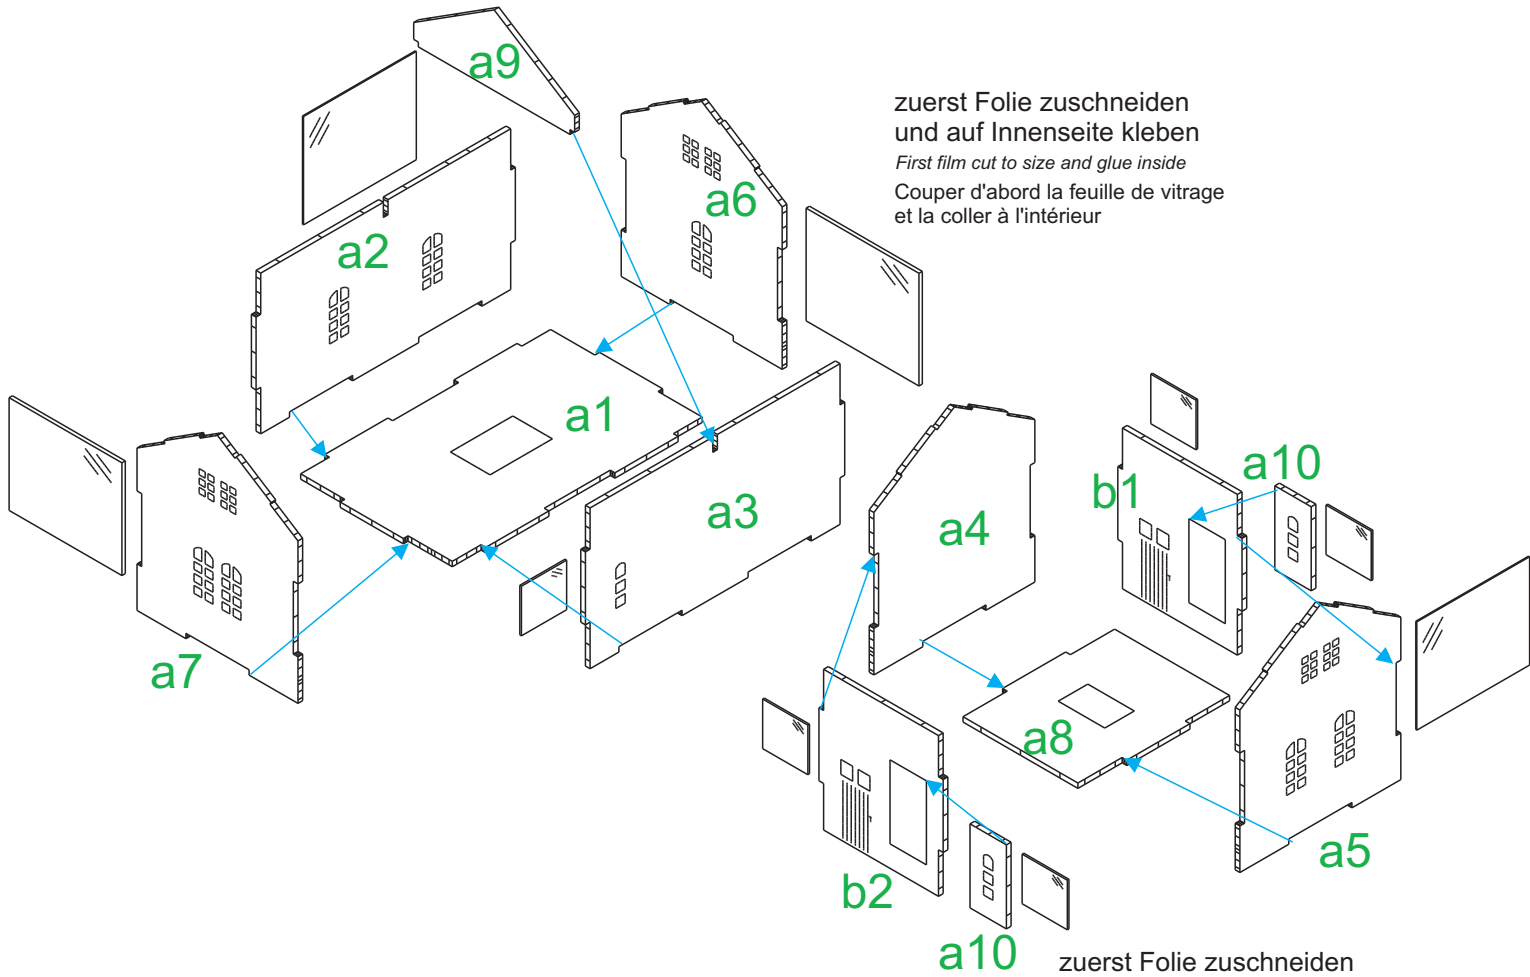 a9
zuerst Folie zuschneiden
und auf Innenseite kleben
First film cut to size and glue inside
Couper d'abord la feuille de vitrage
et la coller à l'intérieur
a6
a2
a1
a3
a7
a4
b1
a10
a8
a5
b2
a10
zuerst Folie zuschneiden